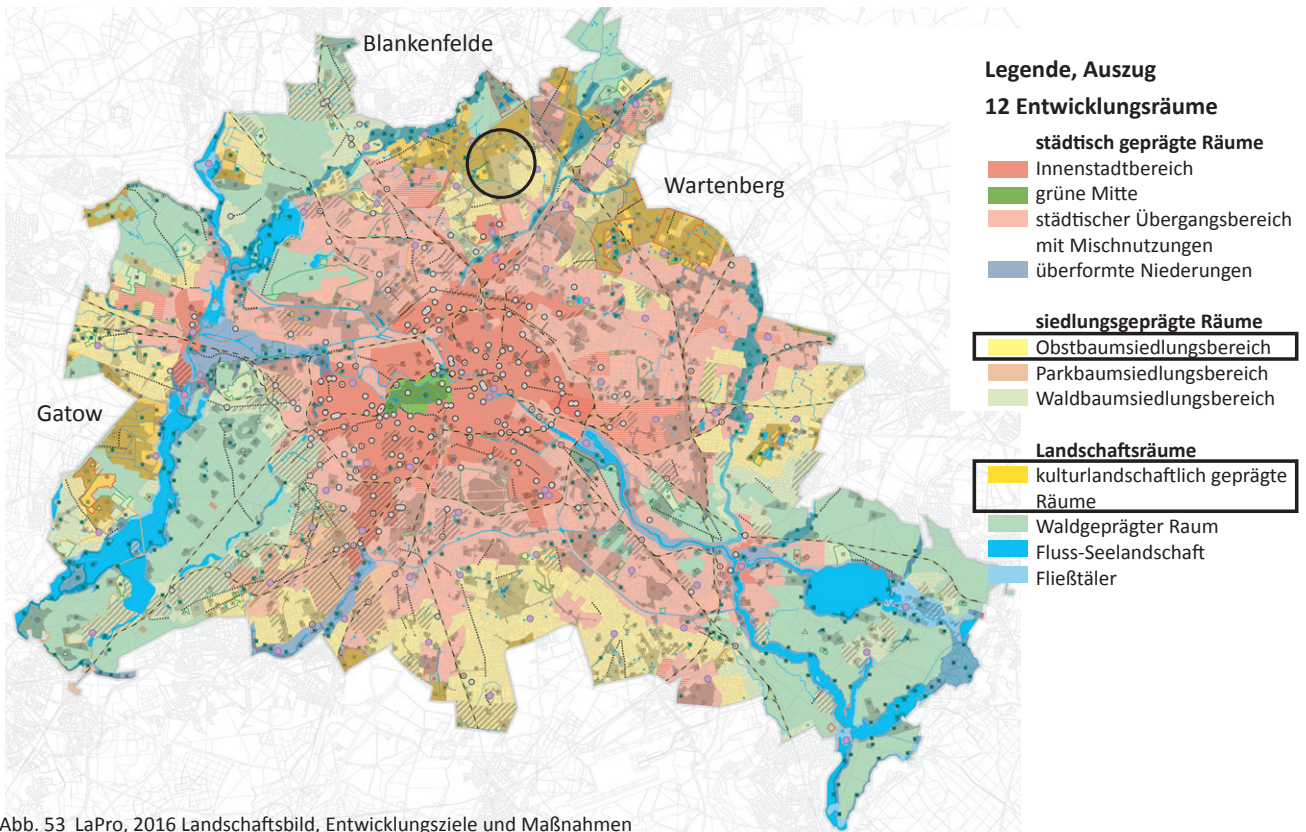 Blankenfelde
Wartenberg
Gatow
Legende, Auszug
12 Entwicklungsräume
städtisch geprägte Räume
Innenstadtbereich
grüne Mitte
städtischer Übergangsbereich
mit Mischnutzungen
überformte Niederungen
siedlungsgeprägte Räume
Obstbaumsiedlungsbereich
Parkbaumsiedlungsbereich
Waldbaumsiedlungsbereich
Landschaftsräume
kulturlandschaftlich geprägte
Räume
Waldgeprägter Raum
Fluss-Seelandschaft
Fließtäler
Abb. 53 LaPro, 2016 Landschaftsbild, Entwicklungsziele und Maßnahmen